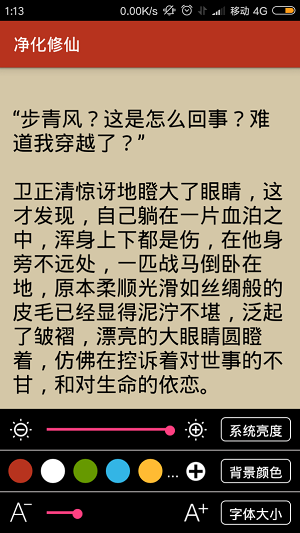 1:13 0.00K/s 移动 4G
净化修仙
“步青风？这是怎么回事？难
道我穿越了？”
卫正清惊讶地瞪大了眼睛，这
才发现，自己躺在一片血泊之
中，浑身上下都是伤，在他身
旁不远处，一匹战马倒卧在
地，原本柔顺光滑如丝绸般的
皮毛已经显得泥泞不堪，泛起
了皱褶，漂亮的大眼睛圆瞪
着，仿佛在控诉着对世事的不
甘，和对生命的依恋。
系统亮度
... 背景颜色
A− A+ 字体大小